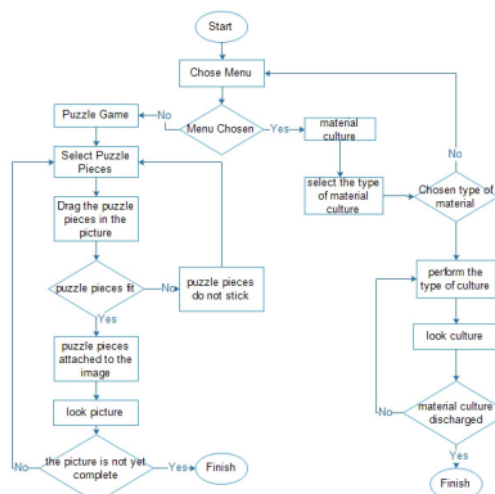 Start
Chose Menu
Menu Chosen
No
Yes
Puzzle Game
Select Puzzle
Pieces
Drag the puzzle
pieces in the
picture
puzzle pieces fit
No
puzzle pieces
do not stick
Yes
puzzle pieces
attached to the
image
look picture
the picture is not yet
complete
No
Yes
Finish
material
culture
select the type
of material
culture
Chosen type of
material
No
perform the
type of culture
look culture
material culture
discharged
No
Yes
Finish